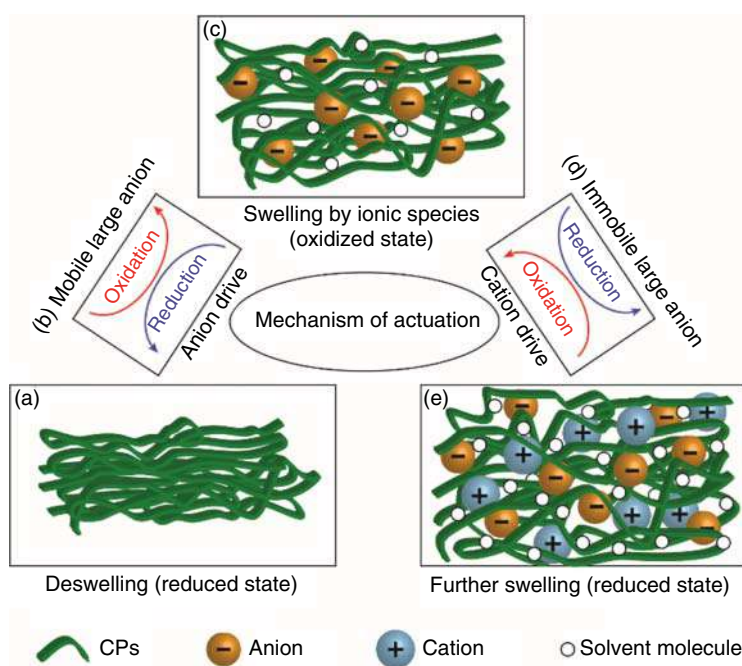 (c)
Swelling by ionic species
(oxidized state)
(b) Mobile large anion
Oxidation
Reduction
Anion drive
Mechanism of actuation
(d) Immobile large anion
Reduction
Oxidation
Cation drive
(a)
Deswelling (reduced state)
(e)
Further swelling (reduced state)
CPs
Anion
Cation
Solvent molecule